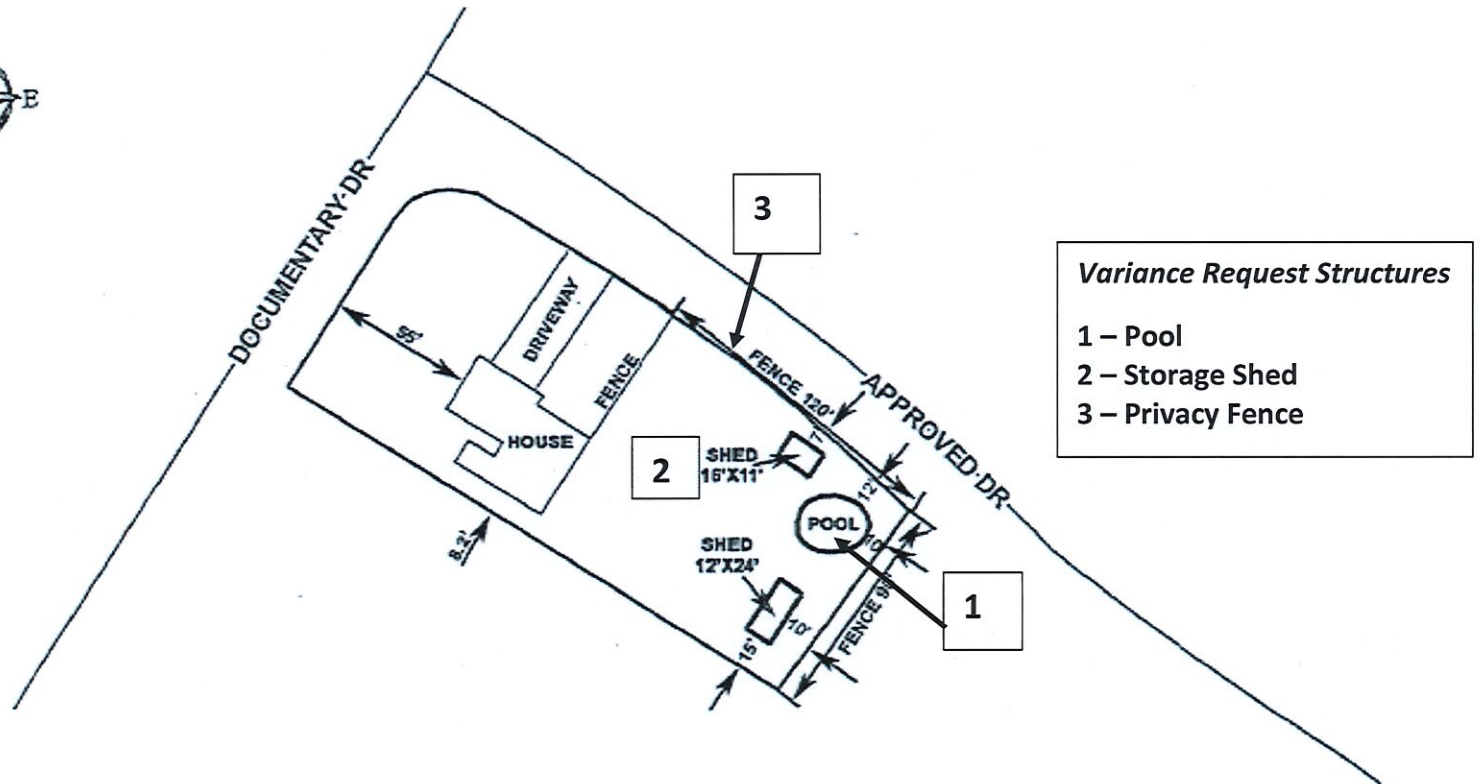 E
DOCUMENTARY DR
3
Variance Request Structures
1 – Pool
2 – Storage Shed
3 – Privacy Fence
DRIVEWAY
FENCE
FENCE 120'
APPROVED DR
7'
HOUSE
2
SHED
16'X11'
12'
POOL
10'
SHED
12'X24'
1
8.2'
10'
15'
FENCE